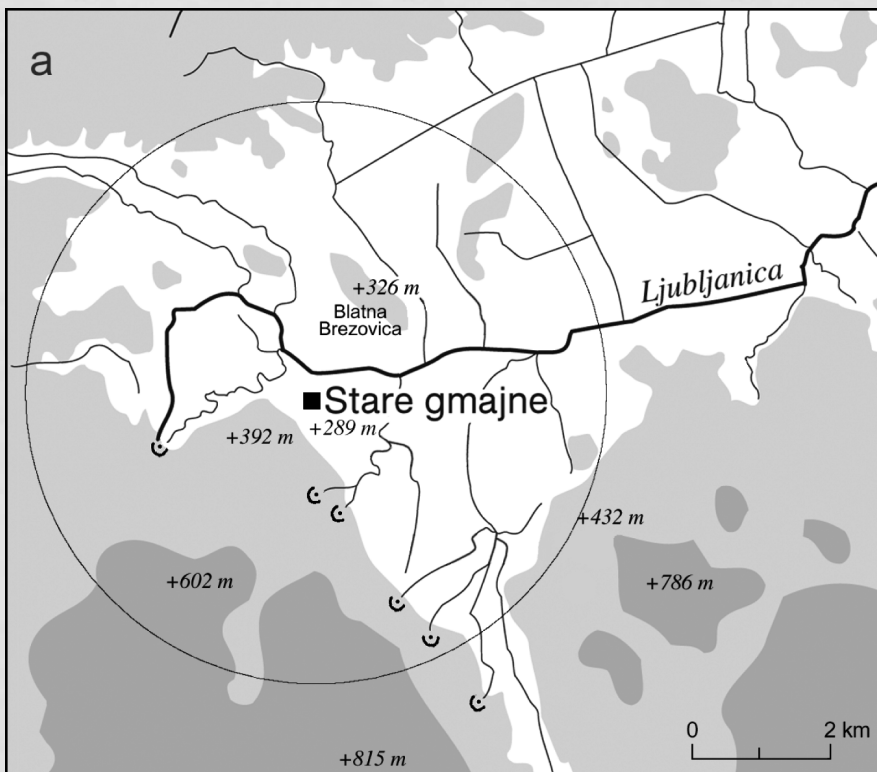 a
+326 m
Blatna
Brezovica
Ljubljanica
Stare gmajne
+392 m
+289 m
+432 m
+602 m
+786 m
+815 m
0
2 km